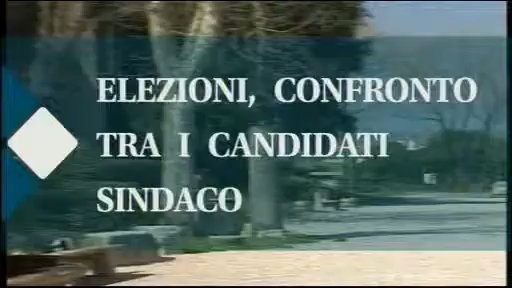 ELEZIONI, CONFRONTO
TRA I CANDIDATI
SINDACO